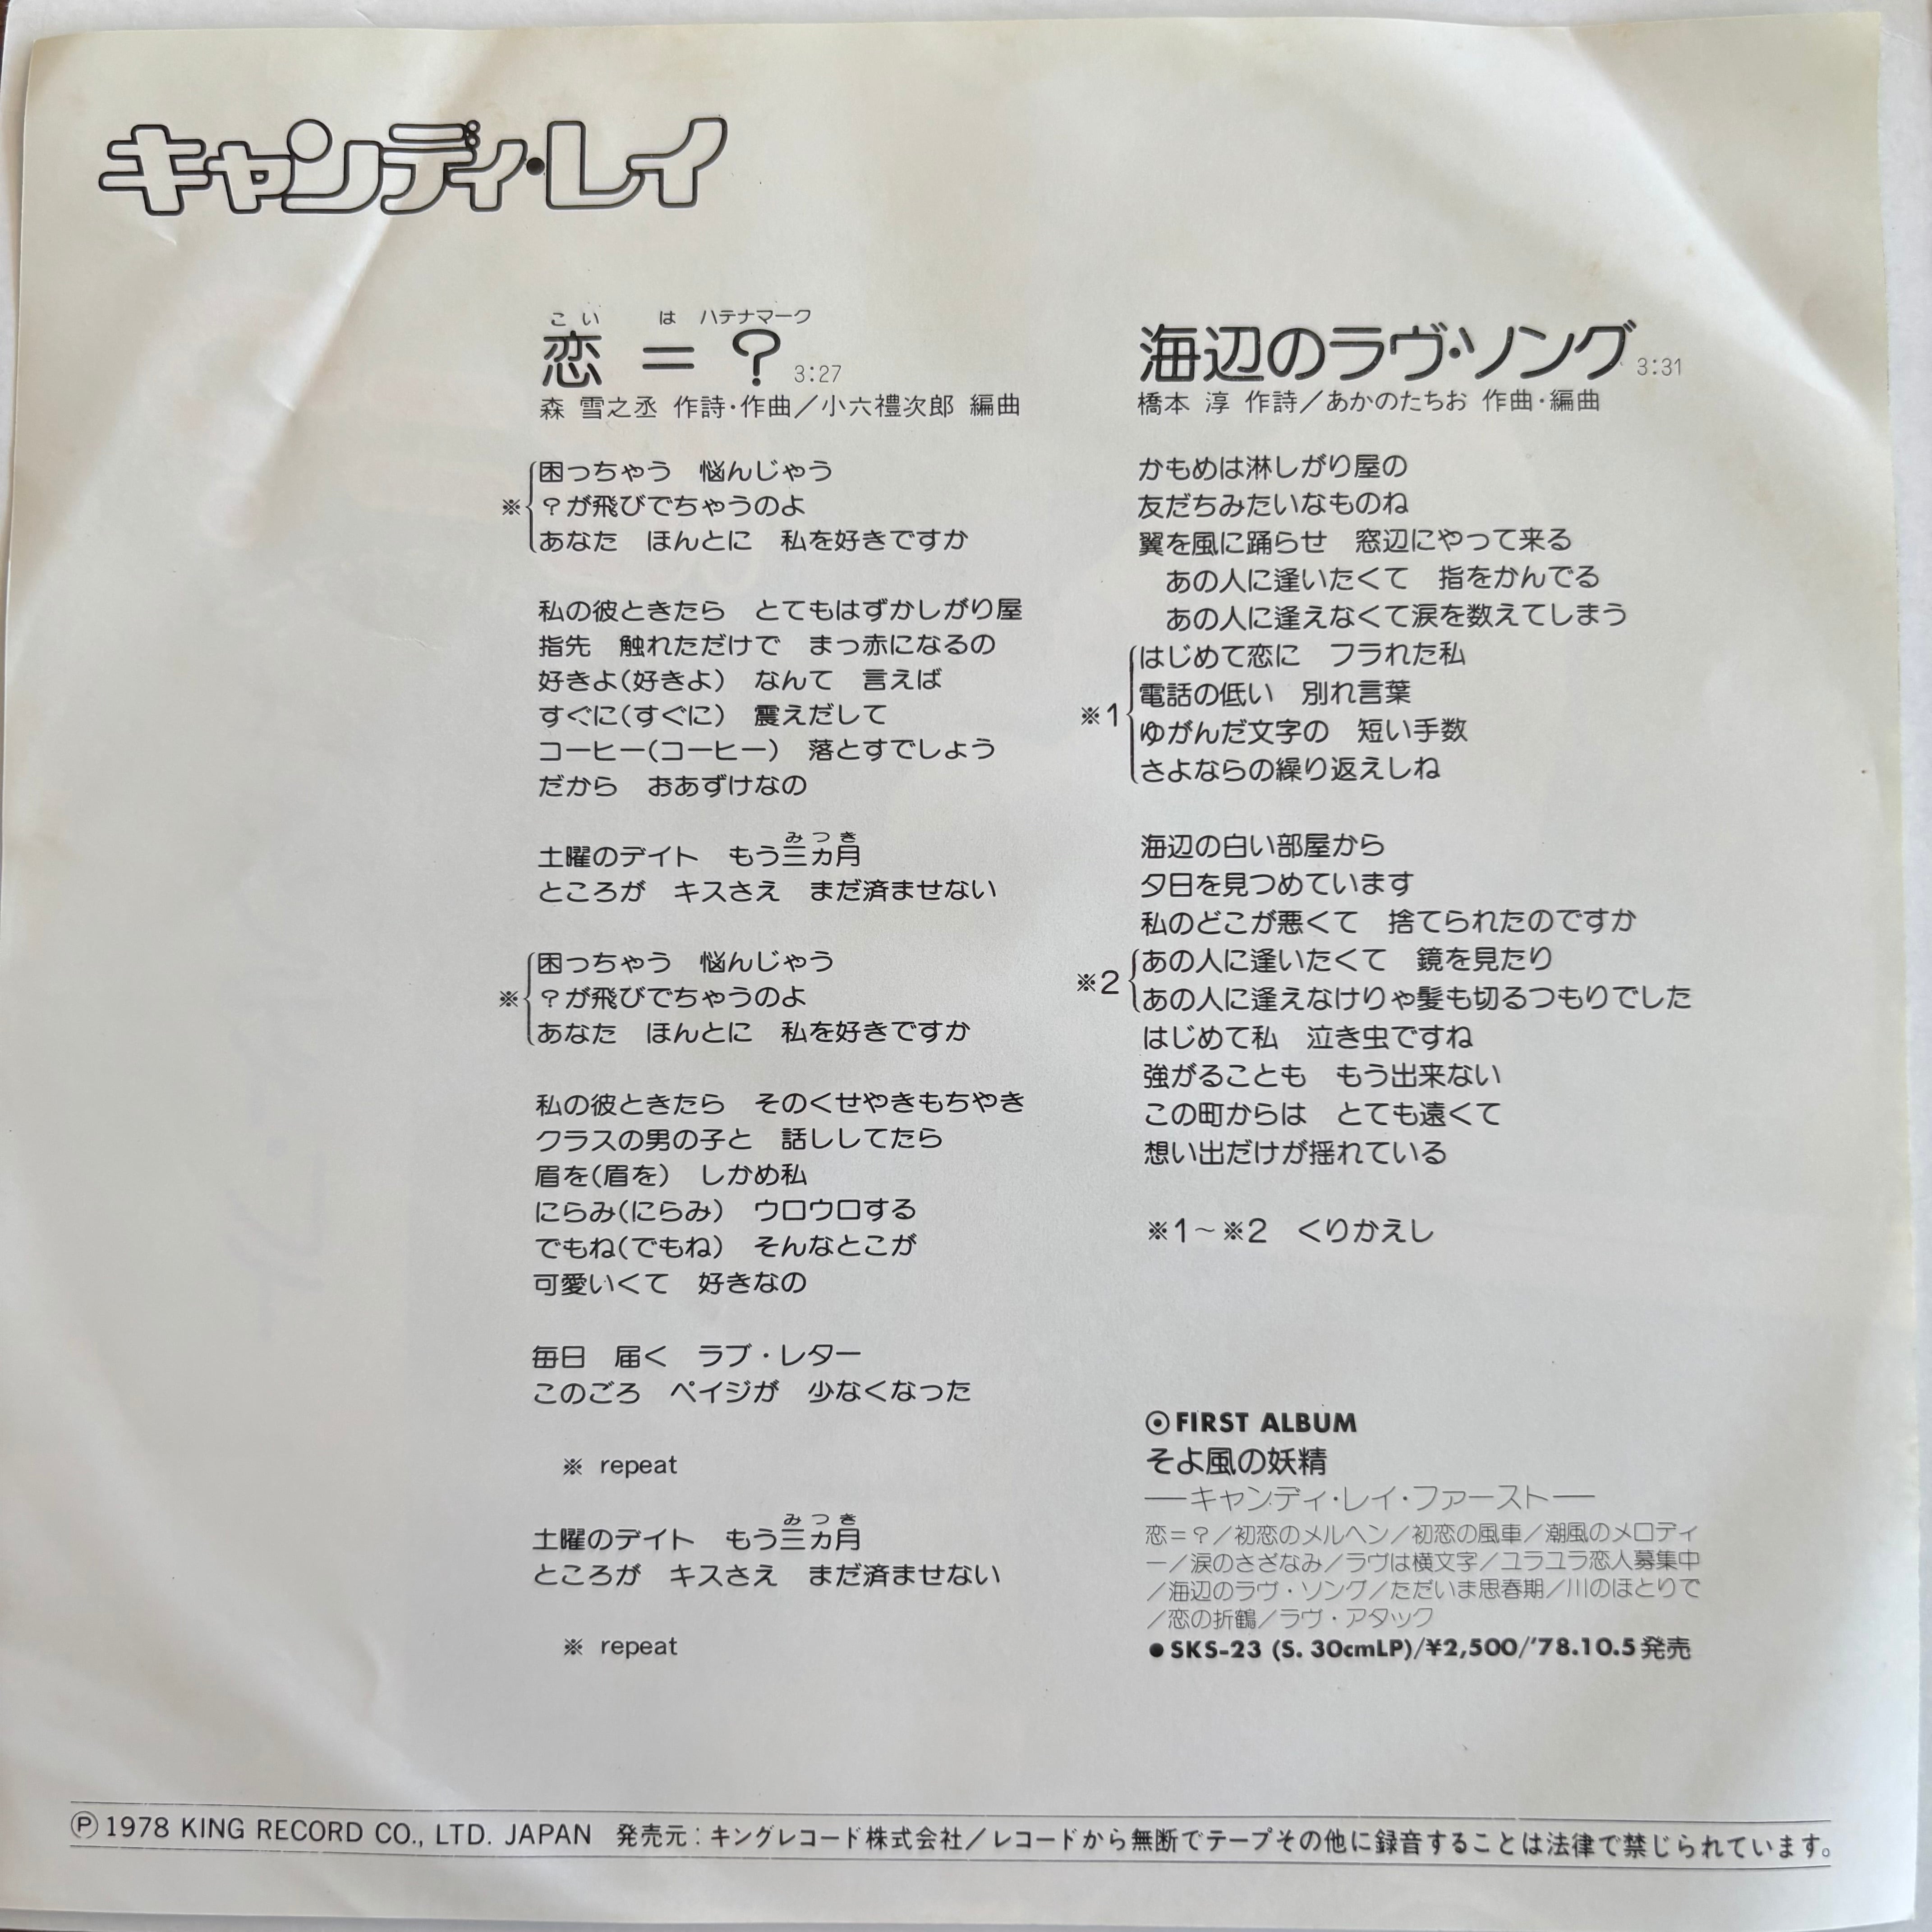 キャンディ・レイ
こい は ハテナマーク
恋 = ? 3:27
森 雪之丞 作詩・作曲/小六禮次郎 編曲
困っちゃう 悩んじゃう
※ ?が飛びでちゃうのよ
あなた ほんとに 私を好きですか
私の彼ときたら とてもはずかしがり屋
指先 触れただけで まっ赤になるの
好きよ(好きよ) なんて 言えば
すぐに(すぐに) 震えだして
コーヒー(コーヒー) 落とすでしょう
だから おあずけなの
みつき
土曜のデイト もう三ヵ月
ところが キスさえ まだ済ませない
困っちゃう 悩んじゃう
※ ?が飛びでちゃうのよ
あなた ほんとに 私を好きですか
私の彼ときたら そのくせやきもちやき
クラスの男の子と 話ししてたら
眉を(眉を) しかめ私
にらみ(にらみ) ウロウロする
でもね(でもね) そんなとこが
可愛いくて 好きなの
毎日 届く ラブ・レター
このごろ ペイジが 少なくなった
※ repeat
みつき
土曜のデイト もう三ヵ月
ところが キスさえ まだ済ませない
※ repeat
海辺のラヴ・ソング 3:31
橋本 淳 作詩/あかのたちお 作曲・編曲
かもめは淋しがり屋の
友だちみたいなものね
翼を風に踊らせ 窓辺にやって来る
あの人に逢いたくて 指をかんでる
あの人に逢えなくて涙を数えてしまう
はじめて恋に フラれた私
電話の低い 別れ言葉
※1
ゆがんだ文字の 短い手数
さよならの繰り返えしね
海辺の白い部屋から
夕日を見つめています
私のどこが悪くて 捨てられたのですか
※2 あの人に逢いたくて 鏡を見たり
あの人に逢えなけりゃ髪も切るつもりでした
はじめて私 泣き虫ですね
強がることも もう出来ない
この町からは とても遠くて
想い出だけが揺れている
※1~※2 くりかえし
⦿FIRST ALBUM
そよ風の妖精
――キャンディ・レイ・ファースト――
恋=?/初恋のメルヘン/初恋の風車/潮風のメロディ
ー/涙のさざなみ/ラヴは横文字/ユラユラ恋人募集中
/海辺のラヴ・ソング/ただいま思春期/川のほとりで
/恋の折鶴/ラヴ・アタック
●SKS-23 (S. 30cmLP)/¥2,500/'78.10.5発売
Ⓟ1978 KING RECORD CO., LTD. JAPAN 発売元:キングレコード株式会社/レコードから無断でテープその他に録音することは法律で禁じられています。